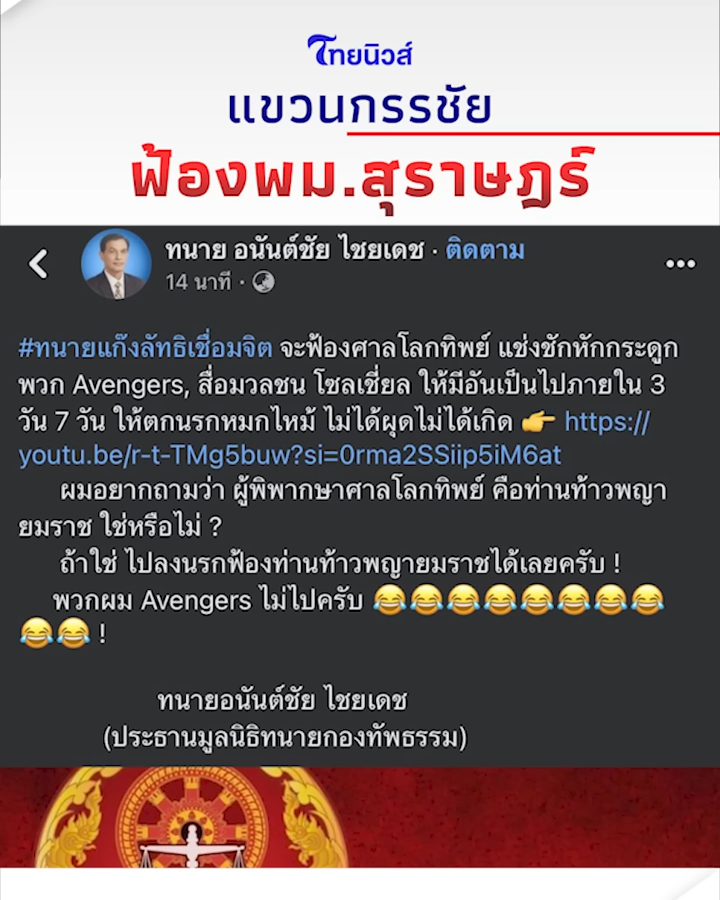 ไทยนิวส์
แขวนกรรชัย
ฟ้องพม.สุราษฎร์
ทนาย อนันต์ชัย ไชยเดช · ติดตาม
14 นาที ·
#ทนายแก๊งลัทธิเชื่อมจิต จะฟ้องศาลโลกทิพย์ แช่งชักหักกระดูก
พวก Avengers, สื่อมวลชน โซลเชี่ยล ให้มีอันเป็นไปภายใน 3
วัน 7 วัน ให้ตกนรกหมกไหม้ ไม่ได้ผุดไม่ได้เกิด 👉 https://
youtu.be/r-t-TMg5buw?si=0rma2SSiip5iM6at
ผมอยากถามว่า ผู้พิพากษาศาลโลกทิพย์ คือท่านท้าวพญา
ยมราช ใช่หรือไม่ ?
ถ้าใช่ ไปลงนรกฟ้องท่านท้าวพญายมราชได้เลยครับ !
พวกผม Avengers ไม่ไปครับ 😂😂😂😂😂😂😂😂
😂😂 !
ทนายอนันต์ชัย ไชยเดช
(ประธานมูลนิธิทนายกองทัพธรรม)